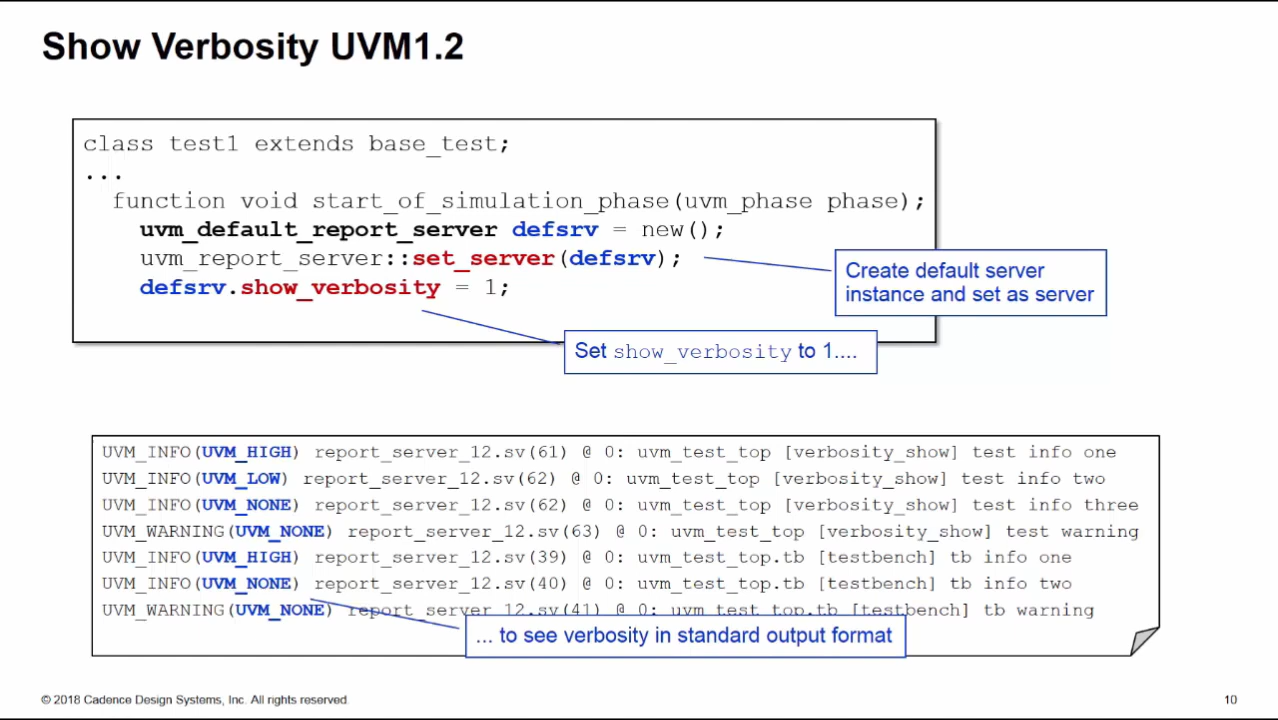 Show Verbosity UVM1.2
class test1 extends base_test;
...
function void start_of_simulation_phase(uvm_phase phase);
uvm_default_report_server defsrv = new();
uvm_report_server::set_server(defsrv);
defsrv.show_verbosity = 1;
Create default server
instance and set as server
Set show_verbosity to 1....
UVM_INFO(UVM_HIGH) report_server_12.sv(61) @ 0: uvm_test_top [verbosity_show] test info one
UVM_INFO(UVM_LOW) report_server_12.sv(62) @ 0: uvm_test_top [verbosity_show] test info two
UVM_INFO(UVM_NONE) report_server_12.sv(62) @ 0: uvm_test_top [verbosity_show] test info three
UVM_WARNING(UVM_NONE) report_server_12.sv(63) @ 0: uvm_test_top [verbosity_show] test warning
UVM_INFO(UVM_HIGH) report_server_12.sv(39) @ 0: uvm_test_top.tb [testbench] tb info one
UVM_INFO(UVM_NONE) report_server_12.sv(40) @ 0: uvm_test_top.tb [testbench] tb info two
UVM_WARNING(UVM_NONE) report_server_12.sv(41) @ 0: uvm_test_top.tb [testbench] tb warning
... to see verbosity in standard output format
© 2018 Cadence Design Systems, Inc. All rights reserved.
10